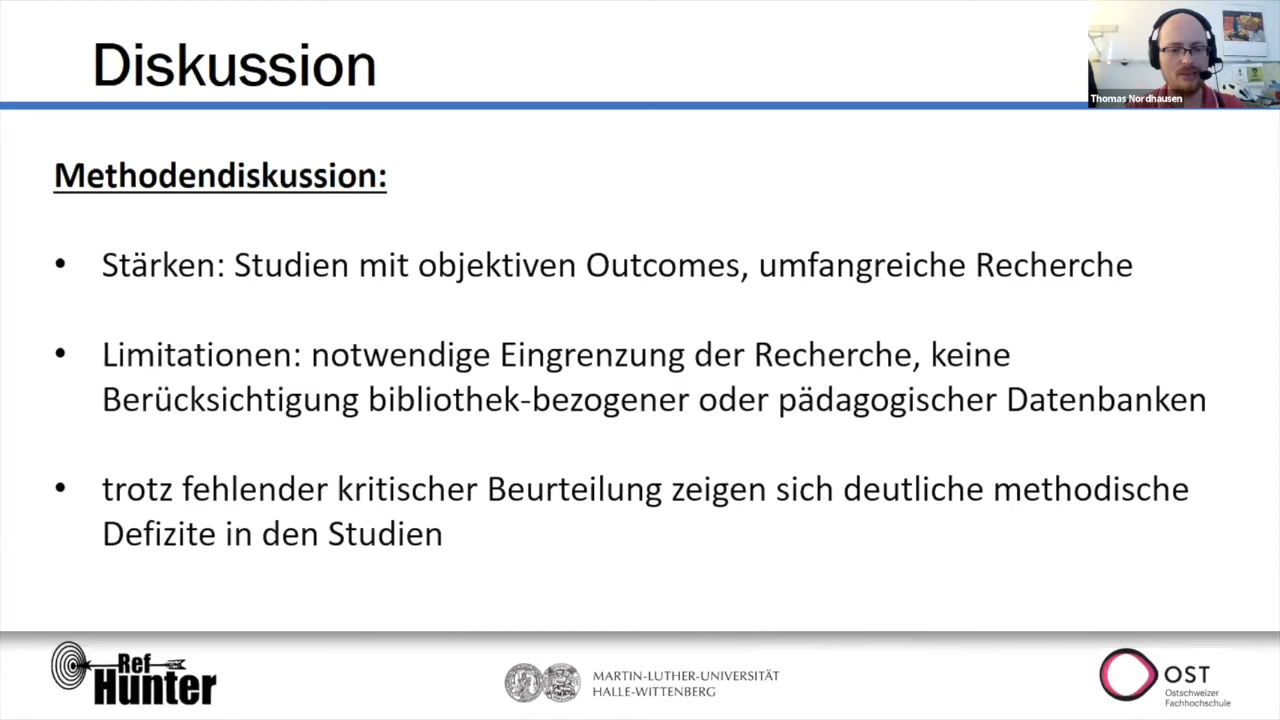 Diskussion
Thomas Nordhausen
Methodendiskussion:
• Stärken: Studien mit objektiven Outcomes, umfangreiche Recherche
• Limitationen: notwendige Eingrenzung der Recherche, keine
Berücksichtigung bibliothek-bezogener oder pädagogischer Datenbanken
• trotz fehlender kritischer Beurteilung zeigen sich deutliche methodische
Defizite in den Studien
Ref
Hunter
MARTIN-LUTHER-UNIVERSITÄT
HALLE-WITTENBERG
OST
Ostschweizer
Fachhochschule